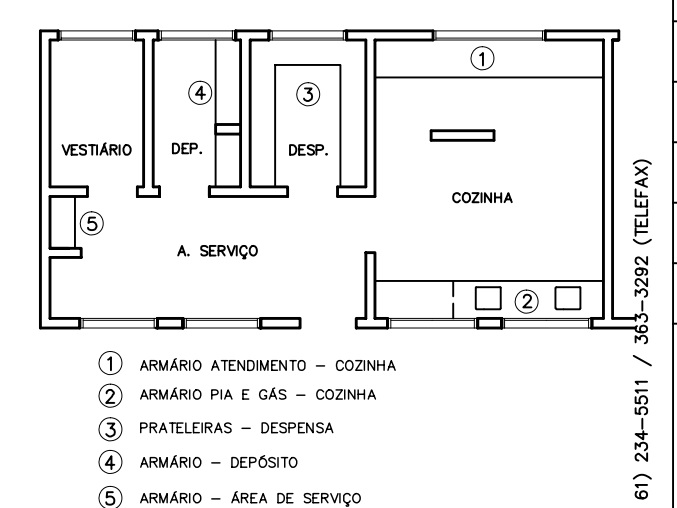 1
4
3
VESTIÁRIO
DEP.
DESP.
COZINHA
5
A. SERVIÇO
2
1 ARMÁRIO ATENDIMENTO – COZINHA
2 ARMÁRIO PIA E GÁS – COZINHA
3 PRATELEIRAS – DESPENSA
4 ARMÁRIO – DEPÓSITO
5 ARMÁRIO – ÁREA DE SERVIÇO
61) 234–5511 / 363–3292 (TELEFAX)